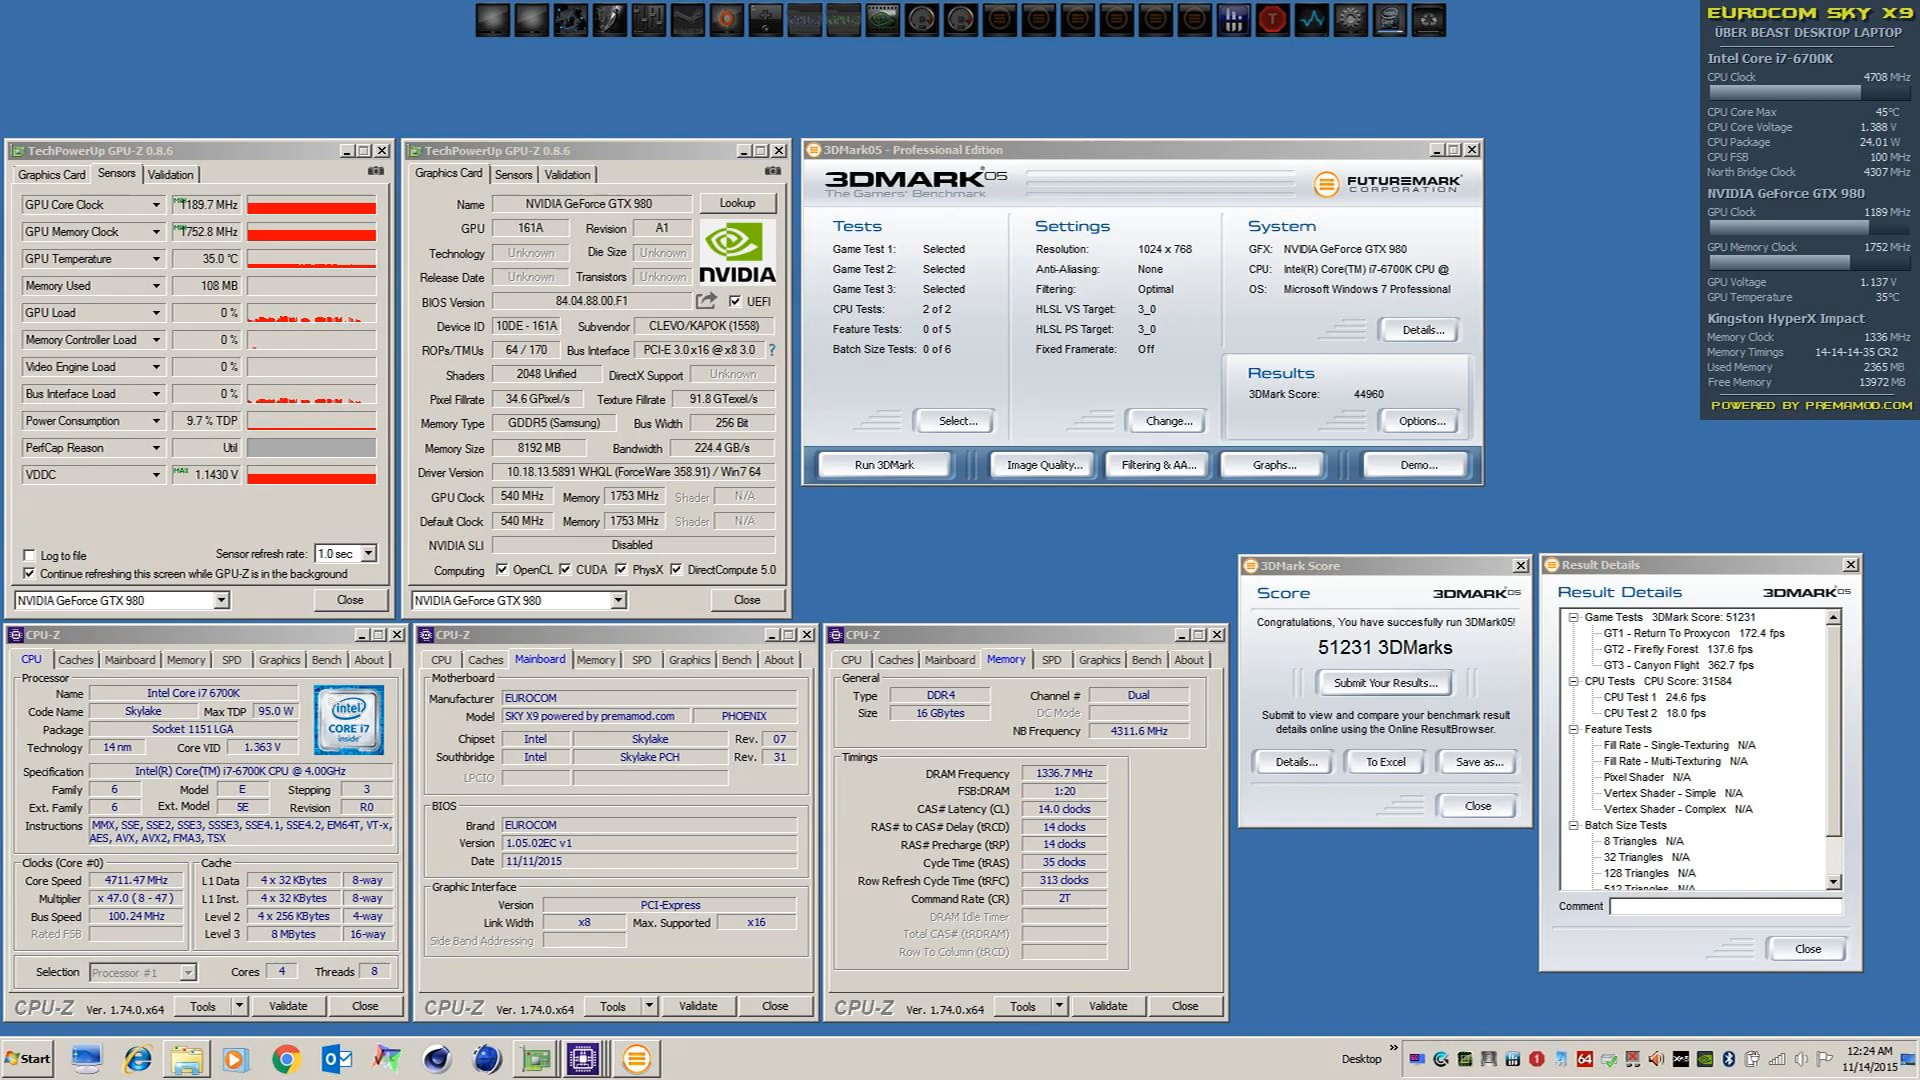 EUROCOM SKY X9
ÜBER BEAST DESKTOP LAPTOP
Intel Core i7-6700K
CPU Clock 4708 MHz
CPU Core Max 45°C
CPU Core Voltage 1.388 V
CPU Package 24.01 W
CPU FSB 100 MHz
North Bridge Clock 4307 MHz
NVIDIA GeForce GTX 980
GPU Clock 1189 MHz
GPU Memory Clock 1752 MHz
GPU Voltage 1.137 V
GPU Temperature 35°C
Kingston HyperX Impact
Memory Clock 1336 MHz
Memory Timings 14-14-14-35 CR2
Used Memory 2365 MB
Free Memory 13972 MB
POWERED BY PREMAMOD.COM
TechPowerUp GPU-Z 0.8.6
Graphics Card Sensors Validation
GPU Core Clock 1189.7 MHz
GPU Memory Clock 1752.8 MHz
GPU Temperature 35.0 °C
Memory Used 108 MB
GPU Load 0 %
Memory Controller Load 0 %
Video Engine Load 0 %
Bus Interface Load 0 %
Power Consumption 9.7 % TDP
PerfCap Reason Util
VDDC MAX 1.1430 V
Log to file Sensor refresh rate: 1.0 sec
Continue refreshing this screen while GPU-Z is in the background
NVIDIA GeForce GTX 980 Close
TechPowerUp GPU-Z 0.8.6
Graphics Card Sensors Validation
Name NVIDIA GeForce GTX 980 Lookup
GPU 161A Revision A1
Technology Unknown Die Size Unknown
Release Date Unknown Transistors Unknown
NVIDIA
BIOS Version 84.04.88.00.F1 UEFI
Device ID 10DE - 161A Subvendor CLEVO/KAPOK (1558)
ROPs/TMUs 64 / 170 Bus Interface PCI-E 3.0 x16 @ x8 3.0 ?
Shaders 2048 Unified DirectX Support Unknown
Pixel Fillrate 34.6 GPixel/s Texture Fillrate 91.8 GTexel/s
Memory Type GDDR5 (Samsung) Bus Width 256 Bit
Memory Size 8192 MB Bandwidth 224.4 GB/s
Driver Version 10.18.13.5891 WHQL (ForceWare 358.91) / Win7 64
GPU Clock 540 MHz Memory 1753 MHz Shader N/A
Default Clock 540 MHz Memory 1753 MHz Shader N/A
NVIDIA SLI Disabled
Computing OpenCL CUDA PhysX DirectCompute 5.0
NVIDIA GeForce GTX 980 Close
3DMark05 - Professional Edition
3DMARK05
The Gamers' Benchmark
FUTUREMARK CORPORATION
Tests
Game Test 1: Selected
Game Test 2: Selected
Game Test 3: Selected
CPU Tests: 2 of 2
Feature Tests: 0 of 5
Batch Size Tests: 0 of 6
Select...
Settings
Resolution: 1024 x 768
Anti-Aliasing: None
Filtering: Optimal
HLSL VS Target: 3_0
HLSL PS Target: 3_0
Fixed Framerate: Off
Change...
System
GFX: NVIDIA GeForce GTX 980
CPU: Intel(R) Core(TM) i7-6700K CPU @
OS: Microsoft Windows 7 Professional
Details...
Results
3DMark Score: 44960
Options...
Run 3DMark Image Quality... Filtering & AA... Graphs... Demo...
3DMark Score
Score 3DMARK05
Congratulations, You have succesfully run 3DMark05!
51231 3DMarks
Submit Your Results...
Submit to view and compare your benchmark result
details online using the Online ResultBrowser.
Details... To Excel Save as...
Close
Result Details
Result Details 3DMARK05
Game Tests 3DMark Score: 51231
GT1 - Return To Proxycon 172.4 fps
GT2 - Firefly Forest 137.6 fps
GT3 - Canyon Flight 362.7 fps
CPU Tests CPU Score: 31584
CPU Test 1 24.6 fps
CPU Test 2 18.0 fps
Feature Tests
Fill Rate - Single-Texturing N/A
Fill Rate - Multi-Texturing N/A
Pixel Shader N/A
Vertex Shader - Simple N/A
Vertex Shader - Complex N/A
Batch Size Tests
8 Triangles N/A
32 Triangles N/A
128 Triangles N/A
512 Triangles N/A
Comment
Close
CPU-Z
CPU Caches Mainboard Memory SPD Graphics Bench About
Processor
Name Intel Core i7 6700K
Code Name Skylake Max TDP 95.0 W
Package Socket 1151 LGA
Technology 14 nm Core VID 1.363 V
intel CORE i7 inside
Specification Intel(R) Core(TM) i7-6700K CPU @ 4.00GHz
Family 6 Model E Stepping 3
Ext. Family 6 Ext. Model 5E Revision R0
Instructions MMX, SSE, SSE2, SSE3, SSSE3, SSE4.1, SSE4.2, EM64T, VT-x,
AES, AVX, AVX2, FMA3, TSX
Clocks (Core #0) Cache
Core Speed 4711.47 MHz L1 Data 4 x 32 KBytes 8-way
Multiplier x 47.0 ( 8 - 47 ) L1 Inst. 4 x 32 KBytes 8-way
Bus Speed 100.24 MHz Level 2 4 x 256 KBytes 4-way
Rated FSB Level 3 8 MBytes 16-way
Selection Processor #1 Cores 4 Threads 8
CPU-Z Ver. 1.74.0.x64 Tools Validate Close
CPU-Z
CPU Caches Mainboard Memory SPD Graphics Bench About
Motherboard
Manufacturer EUROCOM
Model SKY X9 powered by premamod.com PHOENIX
Chipset Intel Skylake Rev. 07
Southbridge Intel Skylake PCH Rev. 31
LPCIO
BIOS
Brand EUROCOM
Version 1.05.02EC v1
Date 11/11/2015
Graphic Interface
Version PCI-Express
Link Width x8 Max. Supported x16
Side Band Addressing
CPU-Z Ver. 1.74.0.x64 Tools Validate Close
CPU-Z
CPU Caches Mainboard Memory SPD Graphics Bench About
General
Type DDR4 Channel # Dual
Size 16 GBytes DC Mode
NB Frequency 4311.6 MHz
Timings
DRAM Frequency 1336.7 MHz
FSB:DRAM 1:20
CAS# Latency (CL) 14.0 clocks
RAS# to CAS# Delay (tRCD) 14 clocks
RAS# Precharge (tRP) 14 clocks
Cycle Time (tRAS) 35 clocks
Row Refresh Cycle Time (tRFC) 313 clocks
Command Rate (CR) 2T
DRAM Idle Timer
Total CAS# (tRDRAM)
Row To Column (tRCD)
CPU-Z Ver. 1.74.0.x64 Tools Validate Close
Start Desktop » 64 12:24 AM
11/14/2015